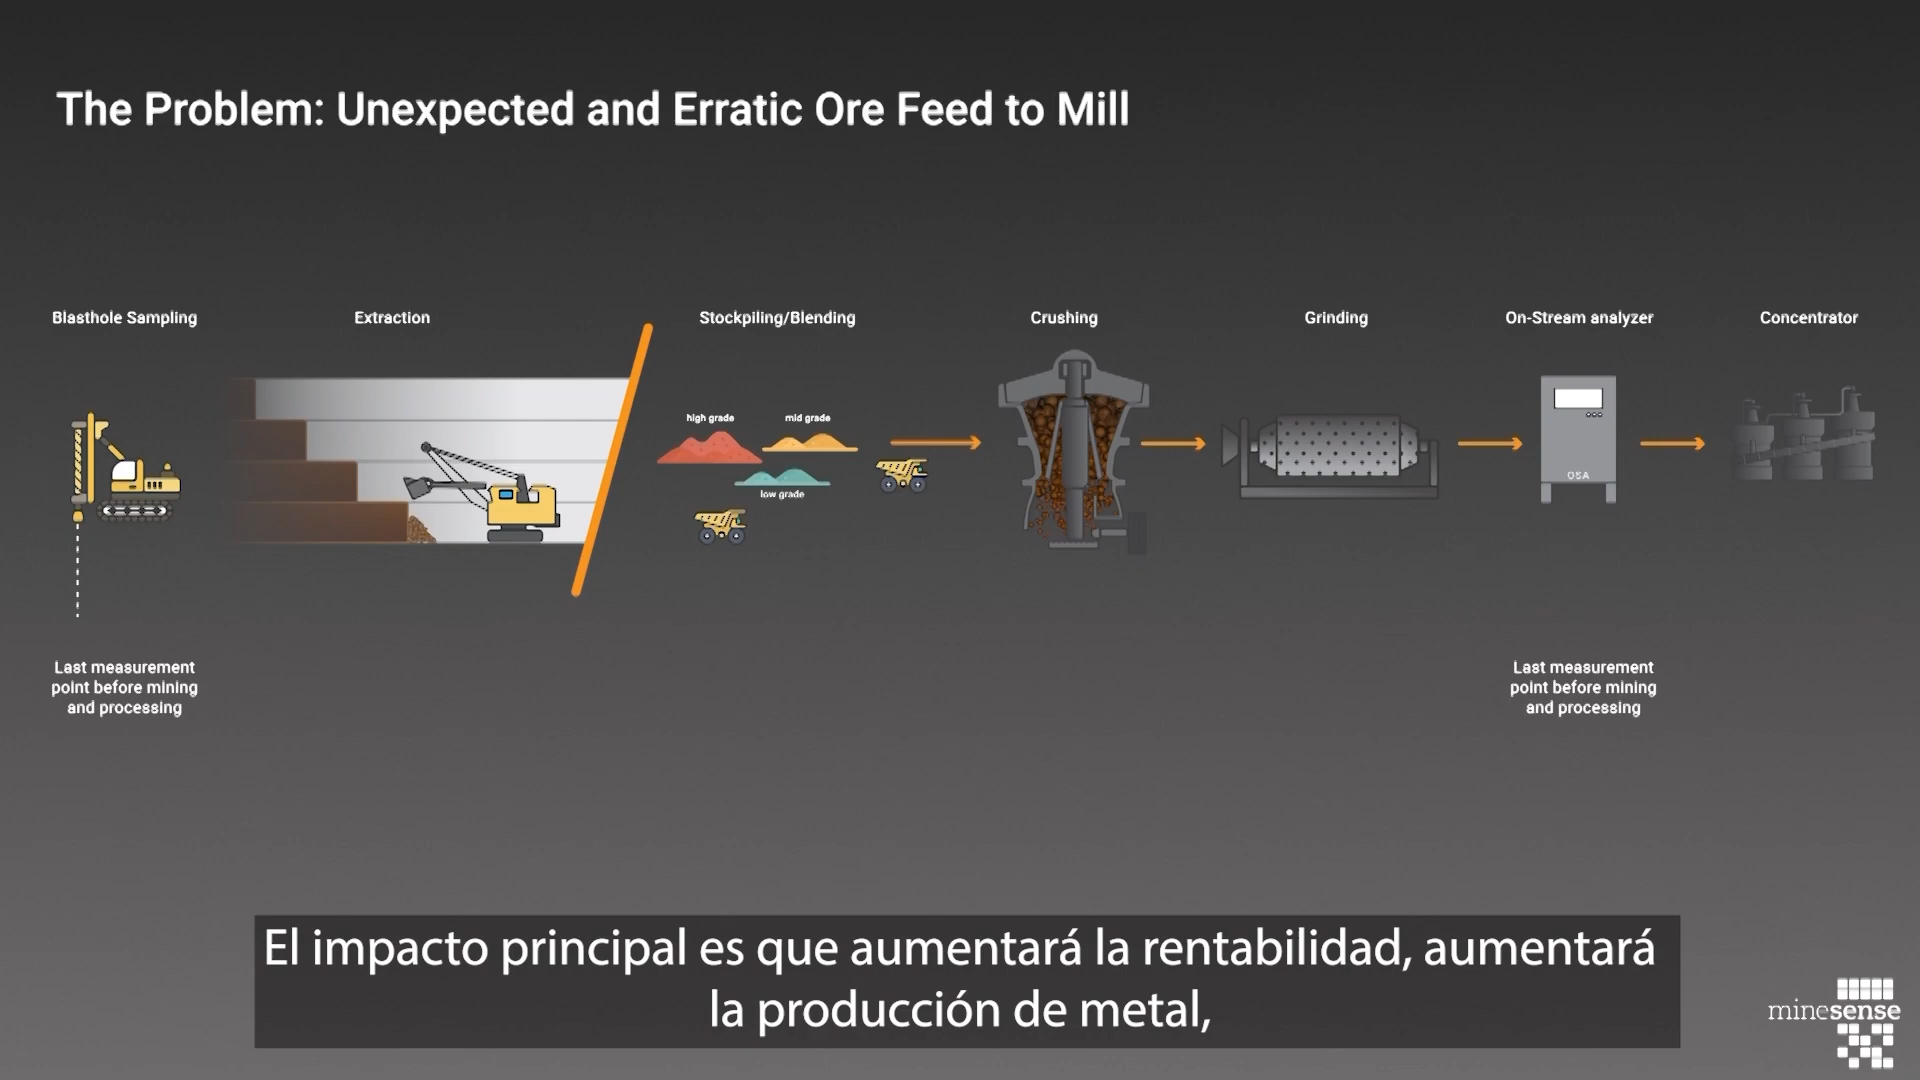 The Problem: Unexpected and Erratic Ore Feed to Mill
Blasthole Sampling
Extraction
Stockpiling/Blending
Crushing
Grinding
On-Stream analyzer
Concentrator
high grade
mid grade
low grade
OSA
Last measurement
point before mining
and processing
Last measurement
point before mining
and processing
El impacto principal es que aumentará la rentabilidad, aumentará
la producción de metal,
minesense